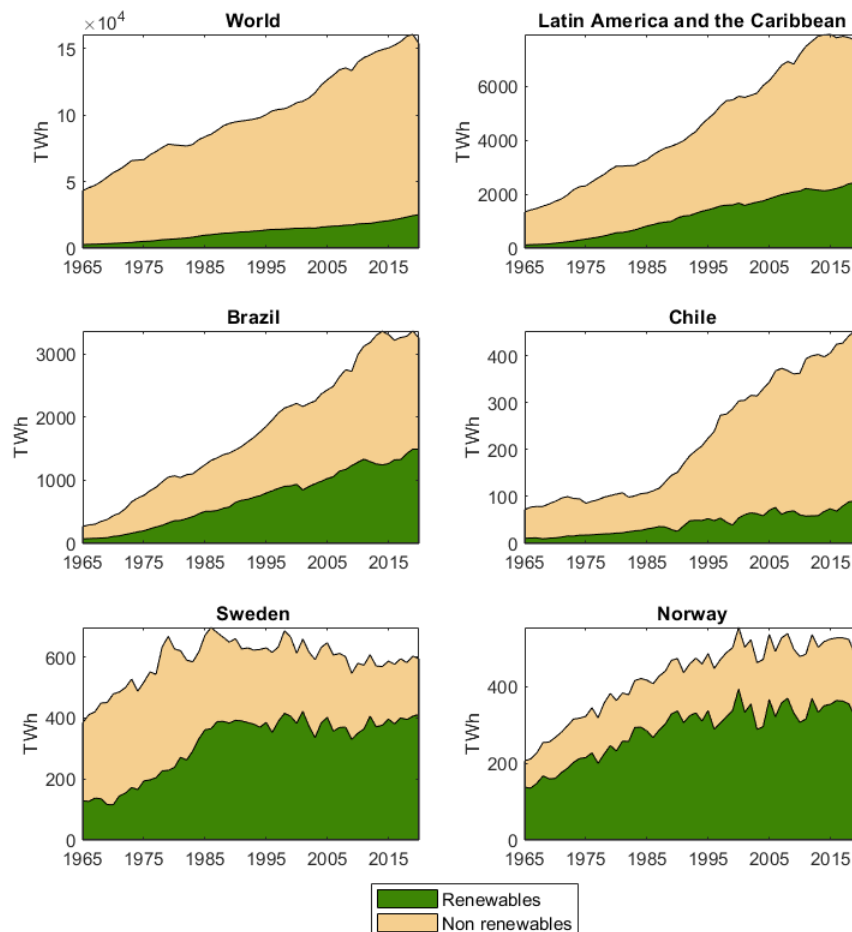 World
×10⁴
15
10
5
0
TWh
1965 1975 1985 1995 2005 2015
Latin America and the Caribbean
6000
4000
2000
0
TWh
1965 1975 1985 1995 2005 2015
Brazil
3000
2000
1000
0
TWh
1965 1975 1985 1995 2005 2015
Chile
400
300
200
100
0
TWh
1965 1975 1985 1995 2005 2015
Sweden
600
400
200
0
TWh
1965 1975 1985 1995 2005 2015
Norway
400
200
0
TWh
1965 1975 1985 1995 2005 2015
Renewables
Non renewables